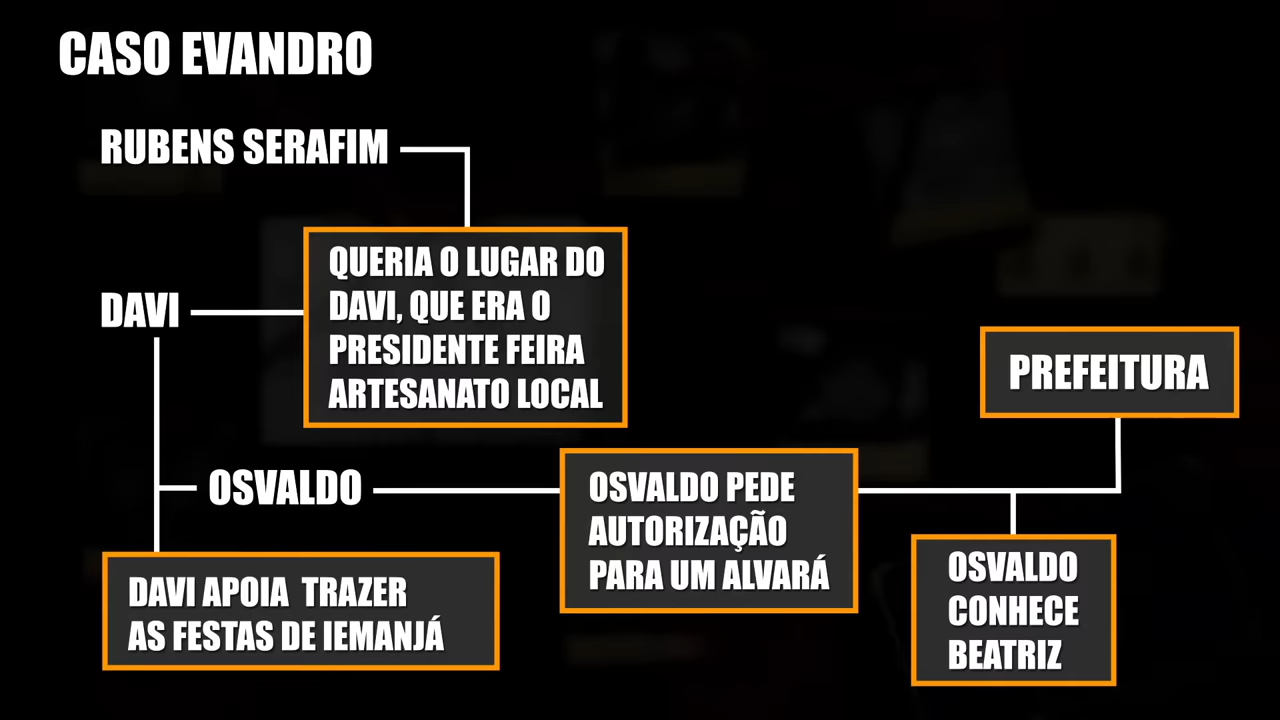 CASO EVANDRO
RUBENS SERAFIM
QUERIA O LUGAR DO
DAVI, QUE ERA O
PRESIDENTE FEIRA
ARTESANATO LOCAL
DAVI
PREFEITURA
OSVALDO
OSVALDO PEDE
AUTORIZAÇÃO
PARA UM ALVARÁ
DAVI APOIA  TRAZER
AS FESTAS DE IEMANJÁ
OSVALDO
CONHECE
BEATRIZ